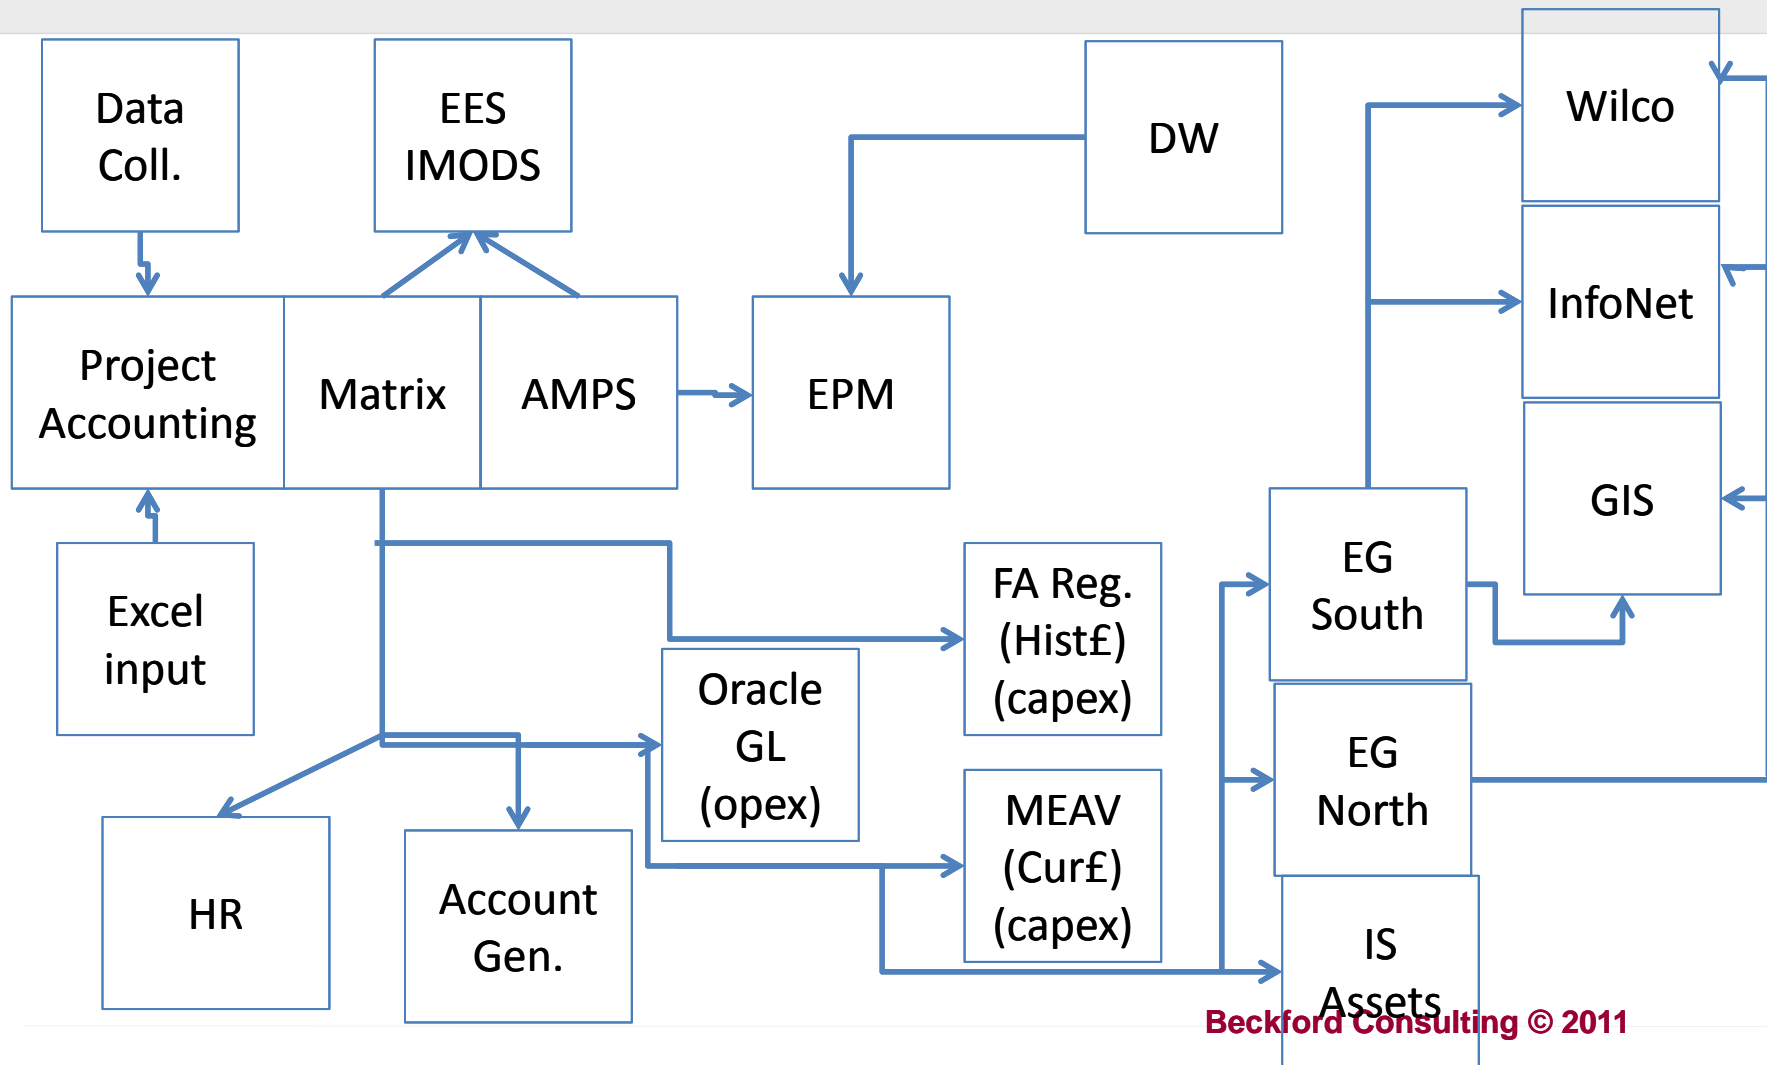 Data
Coll.
EES
IMODS
DW
Wilco
InfoNet
Project
Accounting
Matrix
AMPS
EPM
GIS
Excel
input
FA Reg.
(Hist£)
(capex)
EG
South
Oracle
GL
(opex)
EG
North
MEAV
(Cur£)
(capex)
HR
Account
Gen.
IS
Assets
Beckford Consulting © 2011